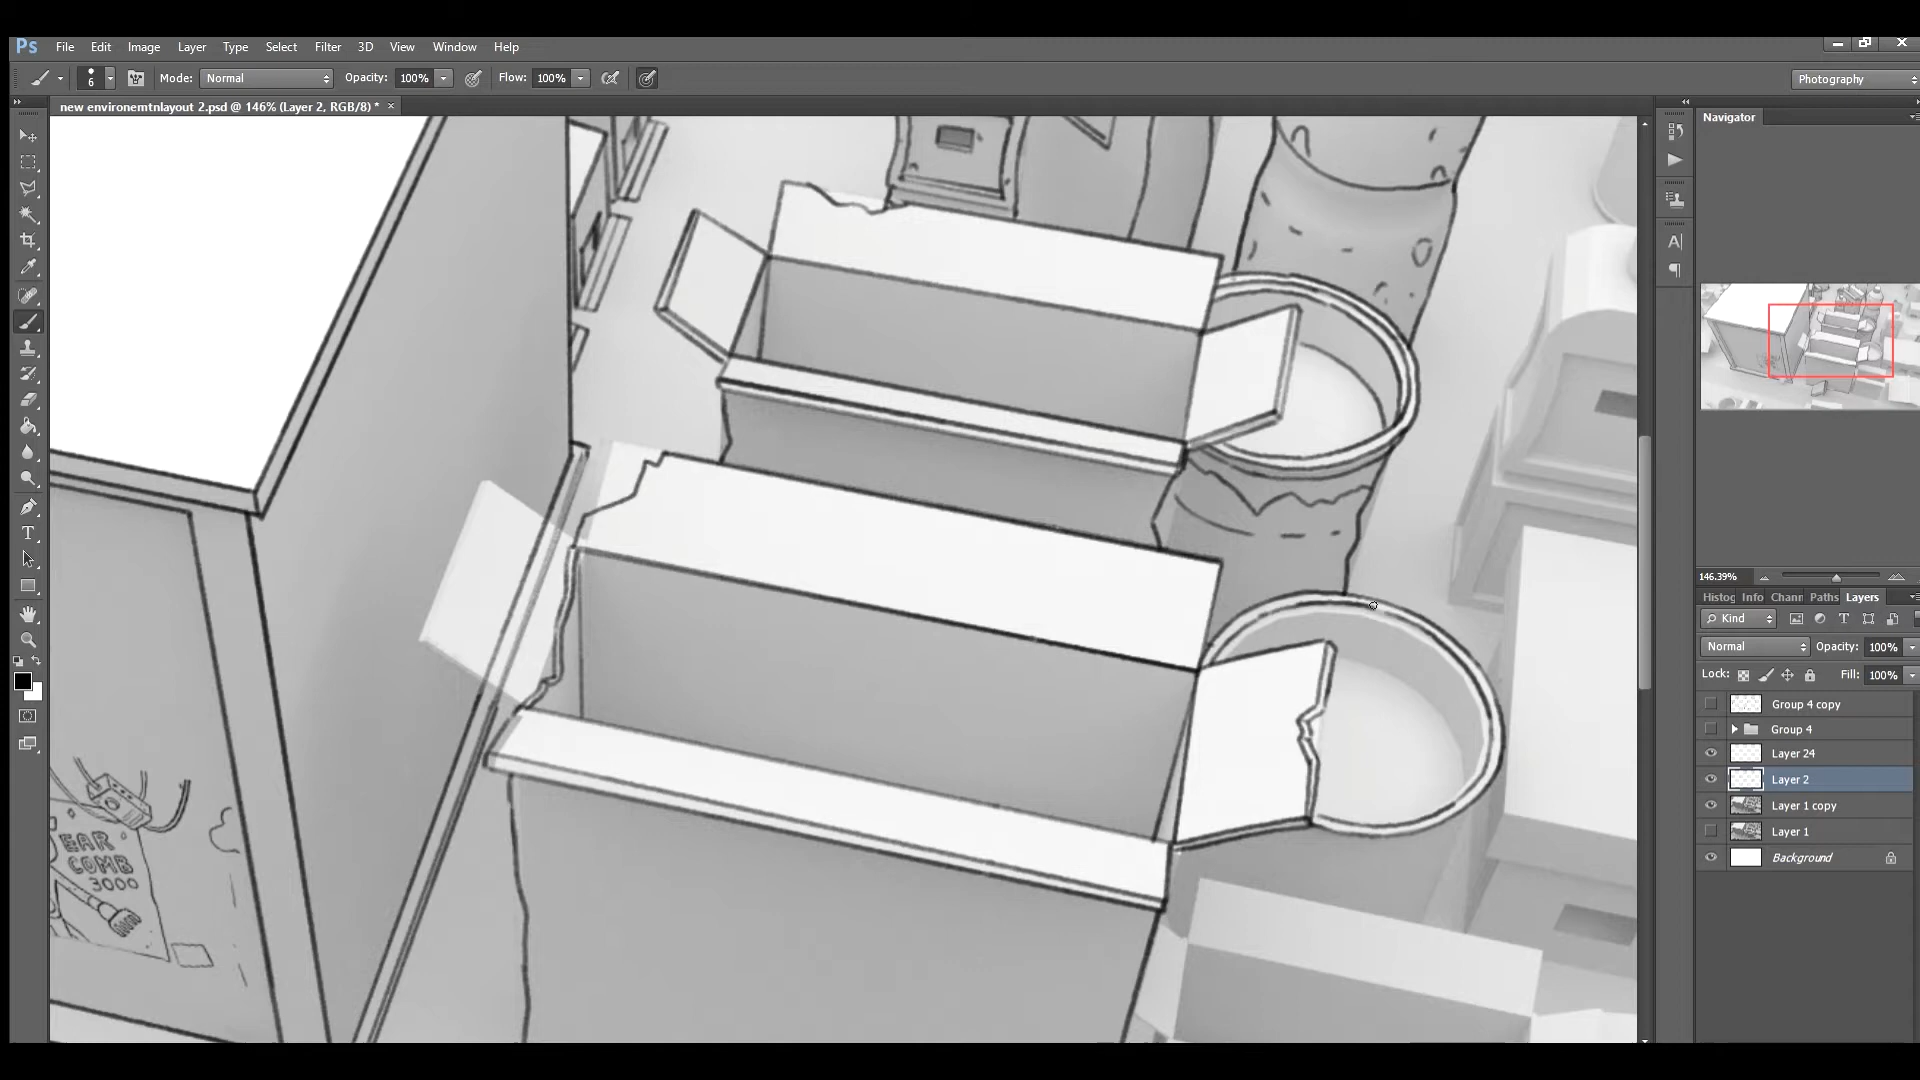 Ps File Edit Image Layer Type Select Filter 3D View Window Help
6 Mode: Normal Opacity: 100% Flow: 100% Photography
new environemtnlayout 2.psd @ 146% (Layer 2, RGB/8) * ×
Navigator
146.39%
Histog Info Chann Paths Layers
Kind
Normal Opacity: 100%
Lock: Fill: 100%
Group 4 copy
Group 4
Layer 24
Layer 2
Layer 1 copy
Layer 1
Background
EAR
COMB
3000